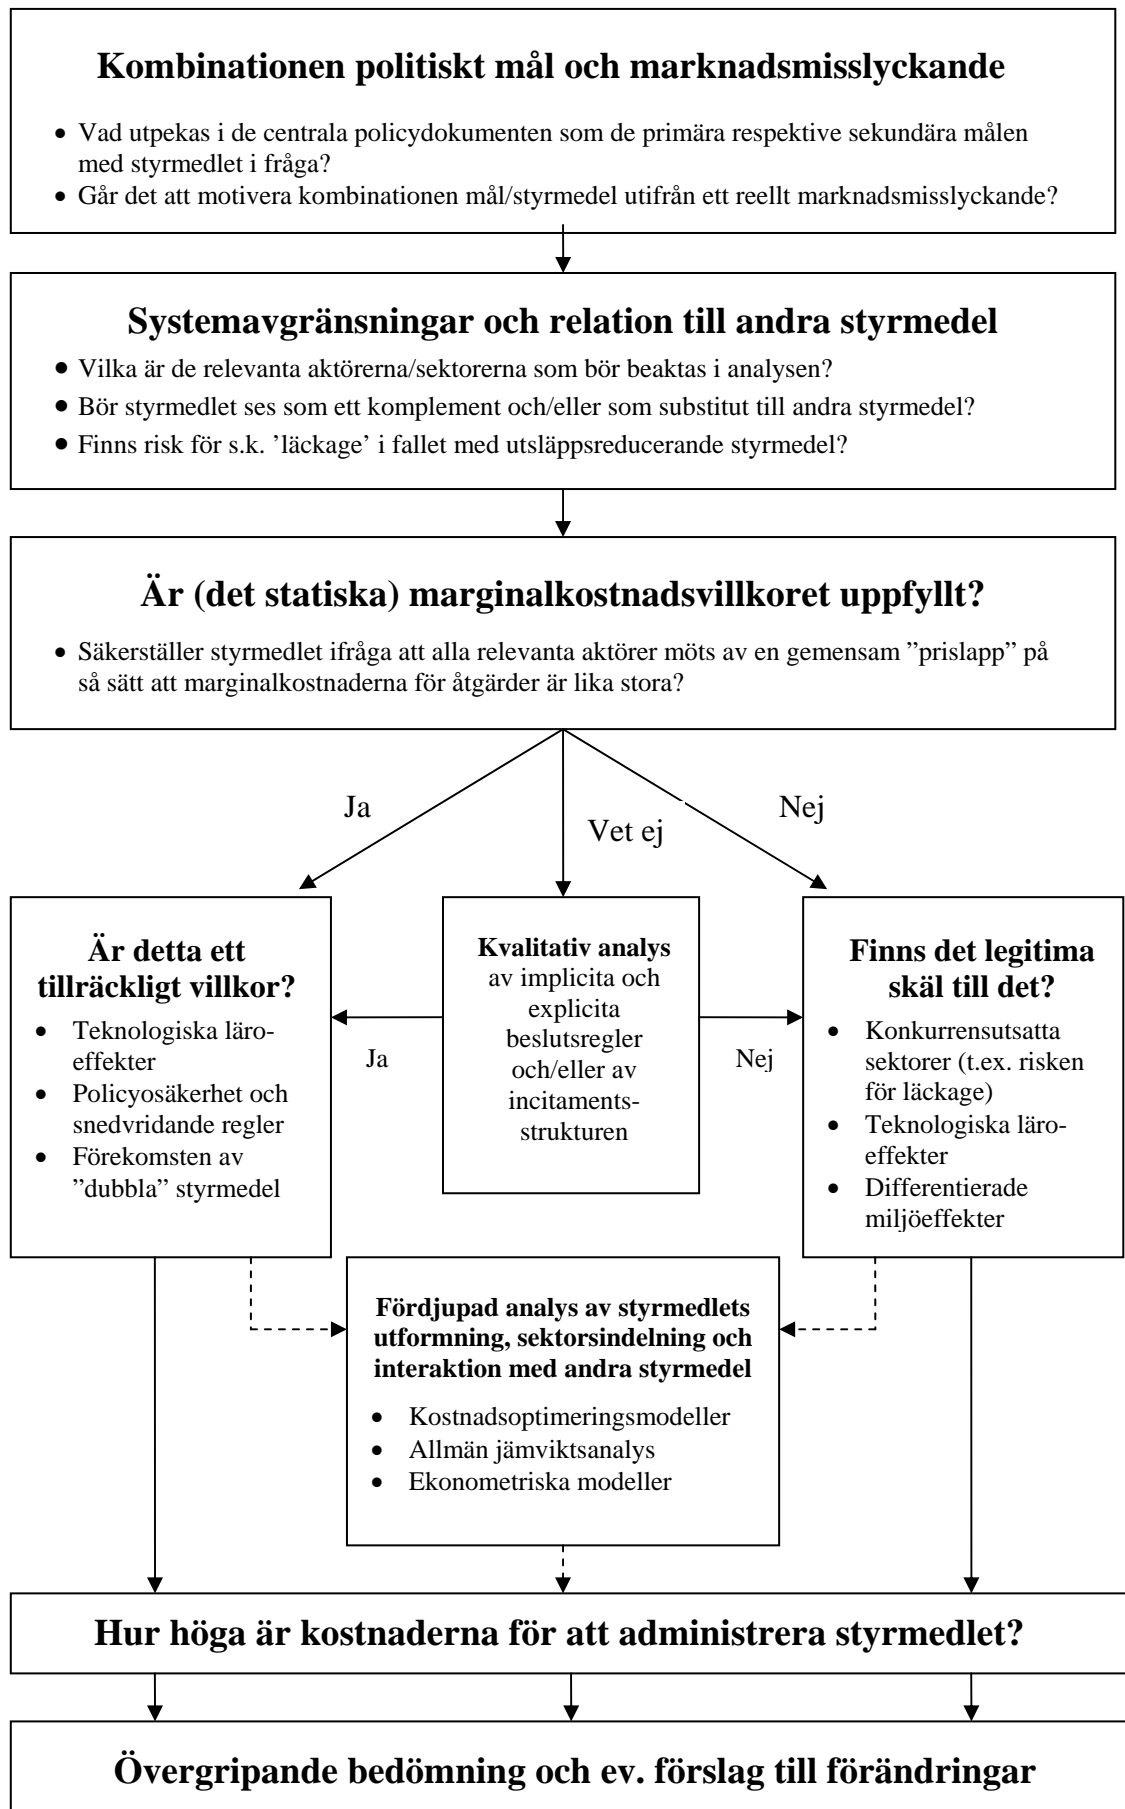 Kombinationen politiskt mål och marknadsmisslyckande
• Vad utpekas i de centrala policydokumenten som de primära respektive sekundära målen
med styrmedlet i fråga?
• Går det att motivera kombinationen mål/styrmedel utifrån ett reellt marknadsmisslyckande?
Systemavgränsningar och relation till andra styrmedel
• Vilka är de relevanta aktörerna/sektorerna som bör beaktas i analysen?
• Bör styrmedlet ses som ett komplement och/eller som substitut till andra styrmedel?
• Finns risk för s.k. ’läckage’ i fallet med utsläppsreducerande styrmedel?
Är (det statiska) marginalkostnadsvillkoret uppfyllt?
• Säkerställer styrmedlet ifråga att alla relevanta aktörer möts av en gemensam ”prislapp” på
så sätt att marginalkostnaderna för åtgärder är lika stora?
Ja
Vet ej
Nej
Är detta ett
tillräckligt villkor?
• Teknologiska läro-
effekter
• Policyosäkerhet och
snedvridande regler
• Förekomsten av
”dubbla” styrmedel
Ja
Kvalitativ analys
av implicita och
explicita
beslutsregler
och/eller av
incitaments-
strukturen
Nej
Finns det legitima
skäl till det?
• Konkurrensutsatta
sektorer (t.ex. risken
för läckage)
• Teknologiska läro-
effekter
• Differentierade
miljöeffekter
Fördjupad analys av styrmedlets
utformning, sektorsindelning och
interaktion med andra styrmedel
• Kostnadsoptimeringsmodeller
• Allmän jämviktsanalys
• Ekonometriska modeller
Hur höga är kostnaderna för att administrera styrmedlet?
Övergripande bedömning och ev. förslag till förändringar